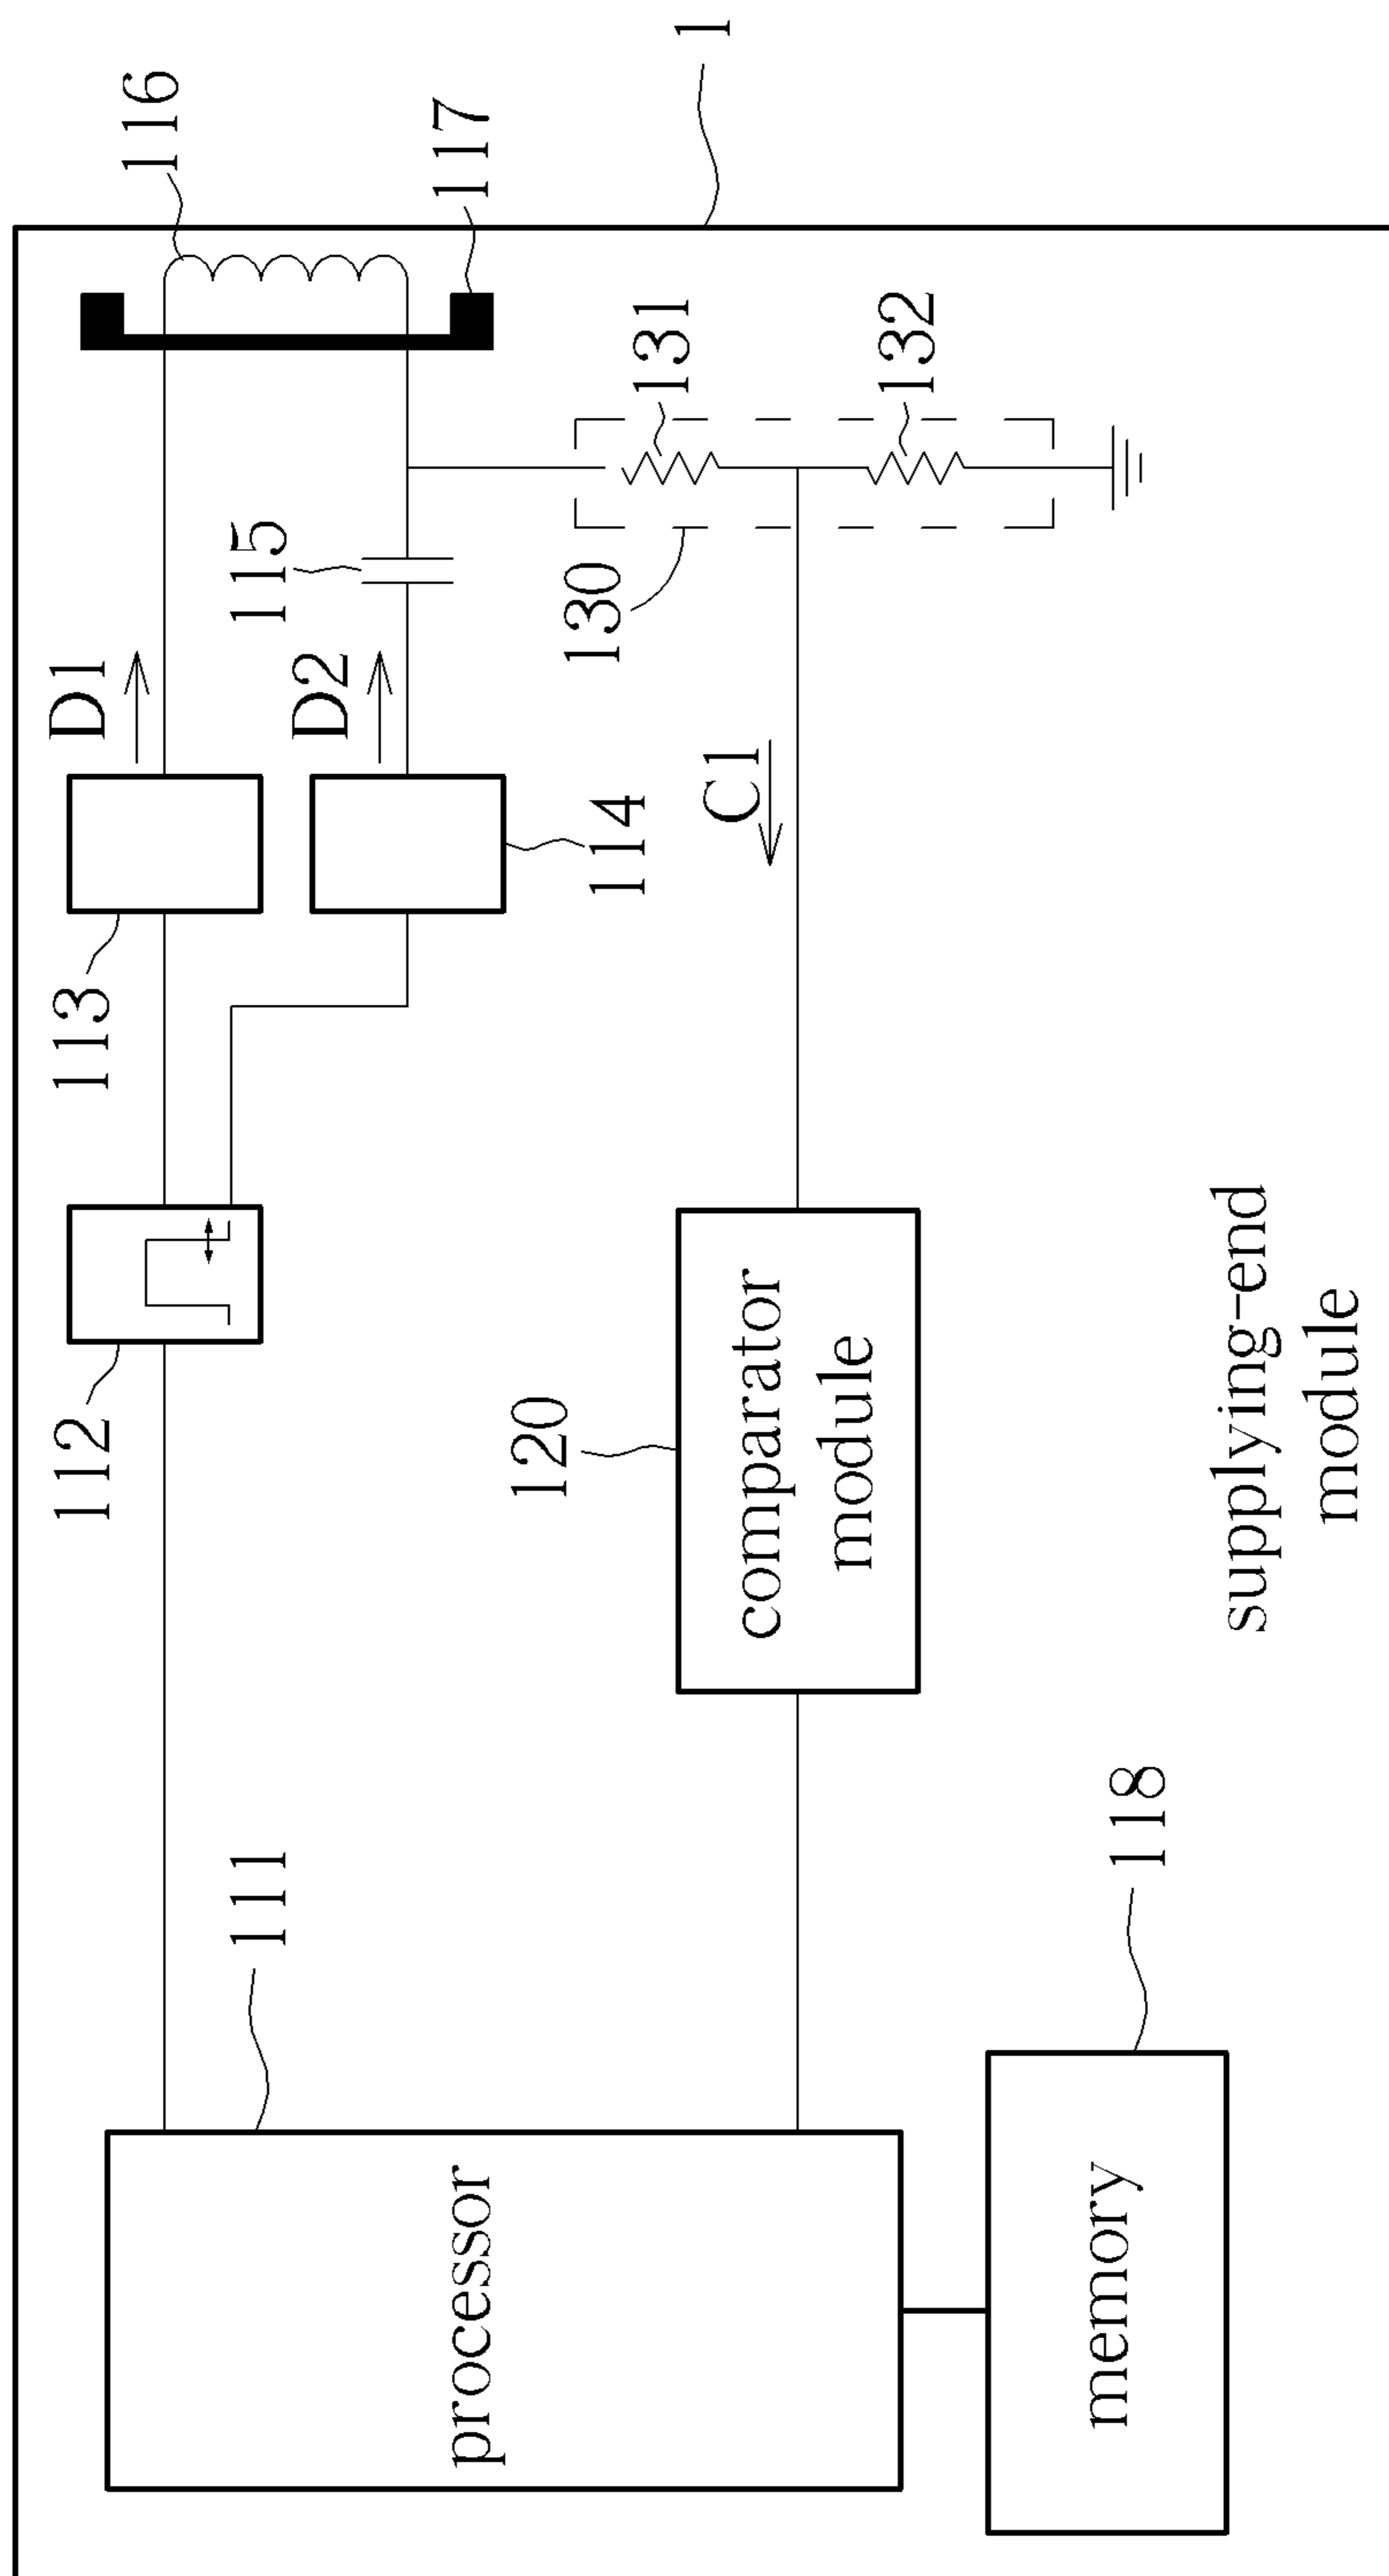 1
116
117
131
132
115
130
D1
D2
113
114
C1
112
120
comparator
module
111
processor
118
memory
supplying-end
module